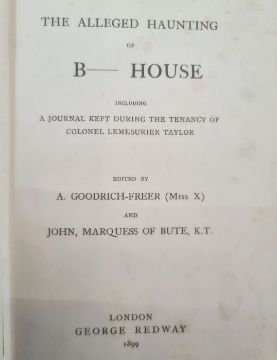 THE ALLEGED HAUNTING
OF
B—— HOUSE
INCLUDING
A JOURNAL KEPT DURING THE TENANCY OF
COLONEL LEMESURIER TAYLOR
EDITED BY
A. GOODRICH-FREER (MISS X)
AND
JOHN, MARQUESS OF BUTE, K.T.
LONDON
GEORGE REDWAY
1899